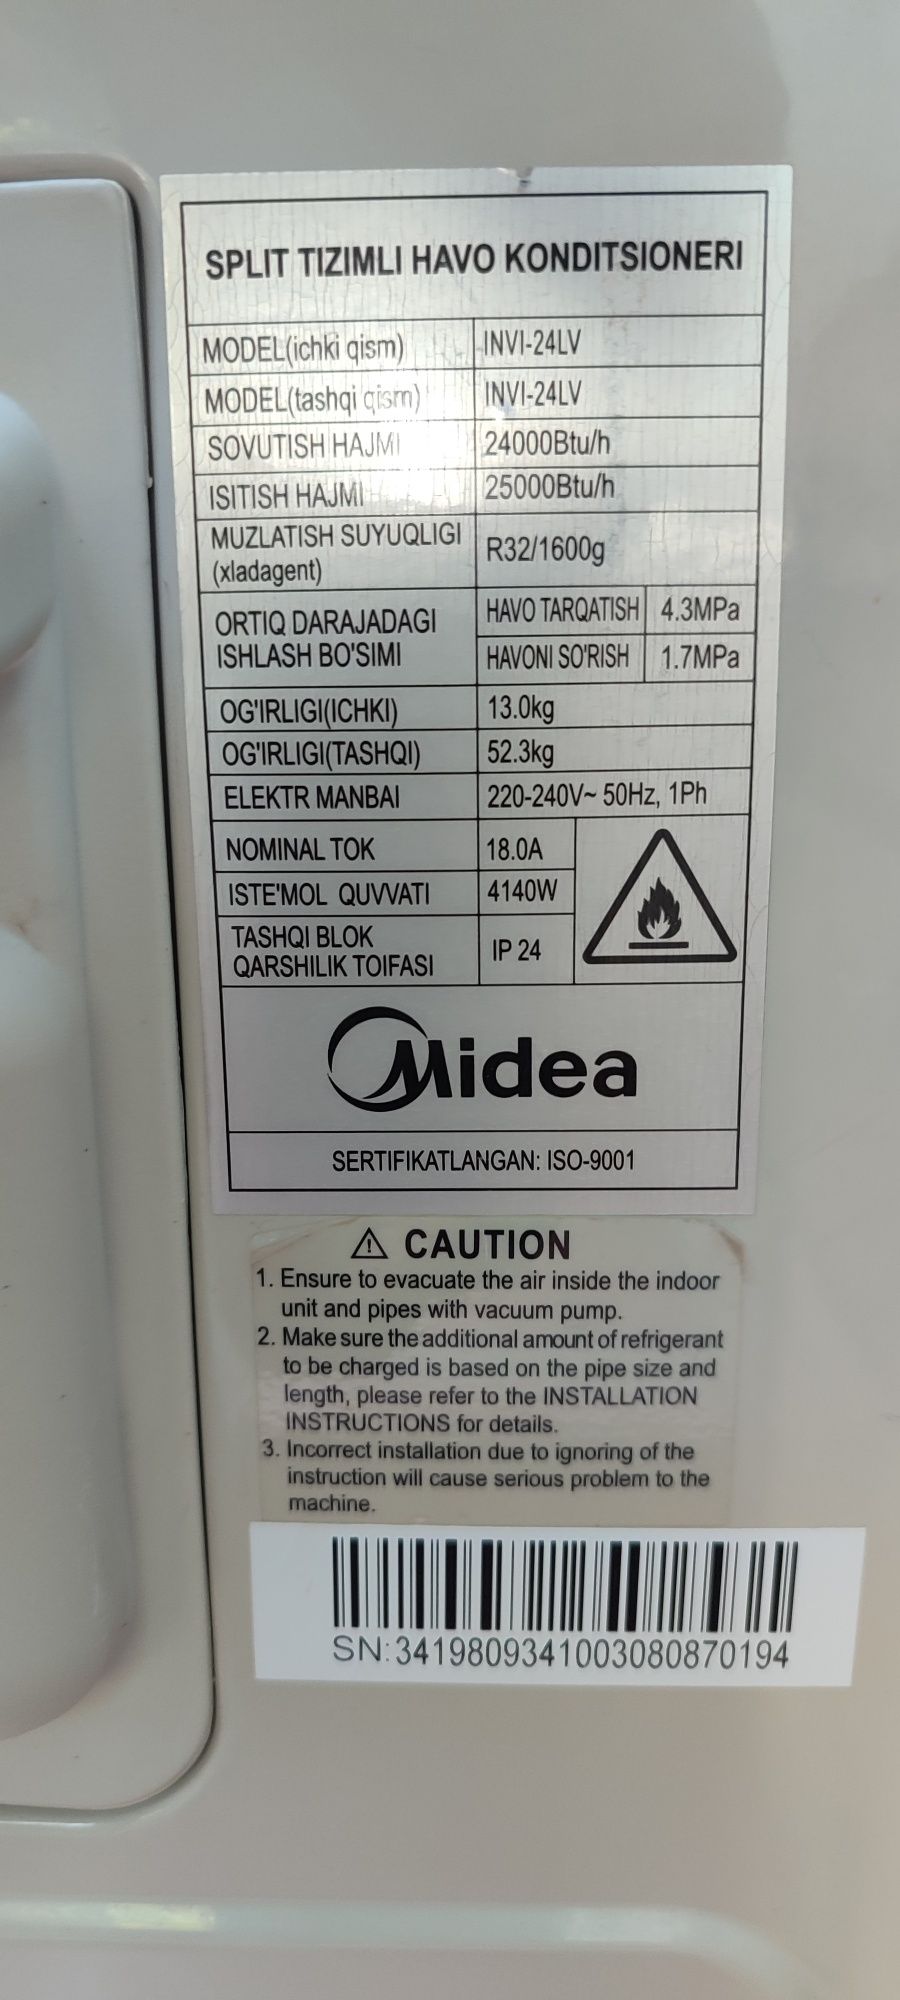 SPLIT TIZIMLI HAVO KONDITSIONERI
MODEL(ichki qism) INVI-24LV
MODEL(tashqi qism) INVI-24LV
SOVUTISH HAJMI 24000Btu/h
ISITISH HAJMI 25000Btu/h
MUZLATISH SUYUQLIGI
(xladagent) R32/1600g
ORTIQ DARAJADAGI
ISHLASH BO'SIMI
HAVO TARQATISH 4.3MPa
HAVONI SO'RISH 1.7MPa
OG'IRLIGI(ICHKI) 13.0kg
OG'IRLIGI(TASHQI) 52.3kg
ELEKTR MANBAI 220-240V~ 50Hz, 1Ph
NOMINAL TOK 18.0A
ISTE'MOL QUVVATI 4140W
TASHQI BLOK
QARSHILIK TOIFASI IP 24
Midea
SERTIFIKATLANGAN: ISO-9001
CAUTION
1. Ensure to evacuate the air inside the indoor
unit and pipes with vacuum pump.
2. Make sure the additional amount of refrigerant
to be charged is based on the pipe size and
length, please refer to the INSTALLATION
INSTRUCTIONS for details.
3. Incorrect installation due to ignoring of the
instruction will cause serious problem to the
machine.
SN:3419809341003080870194